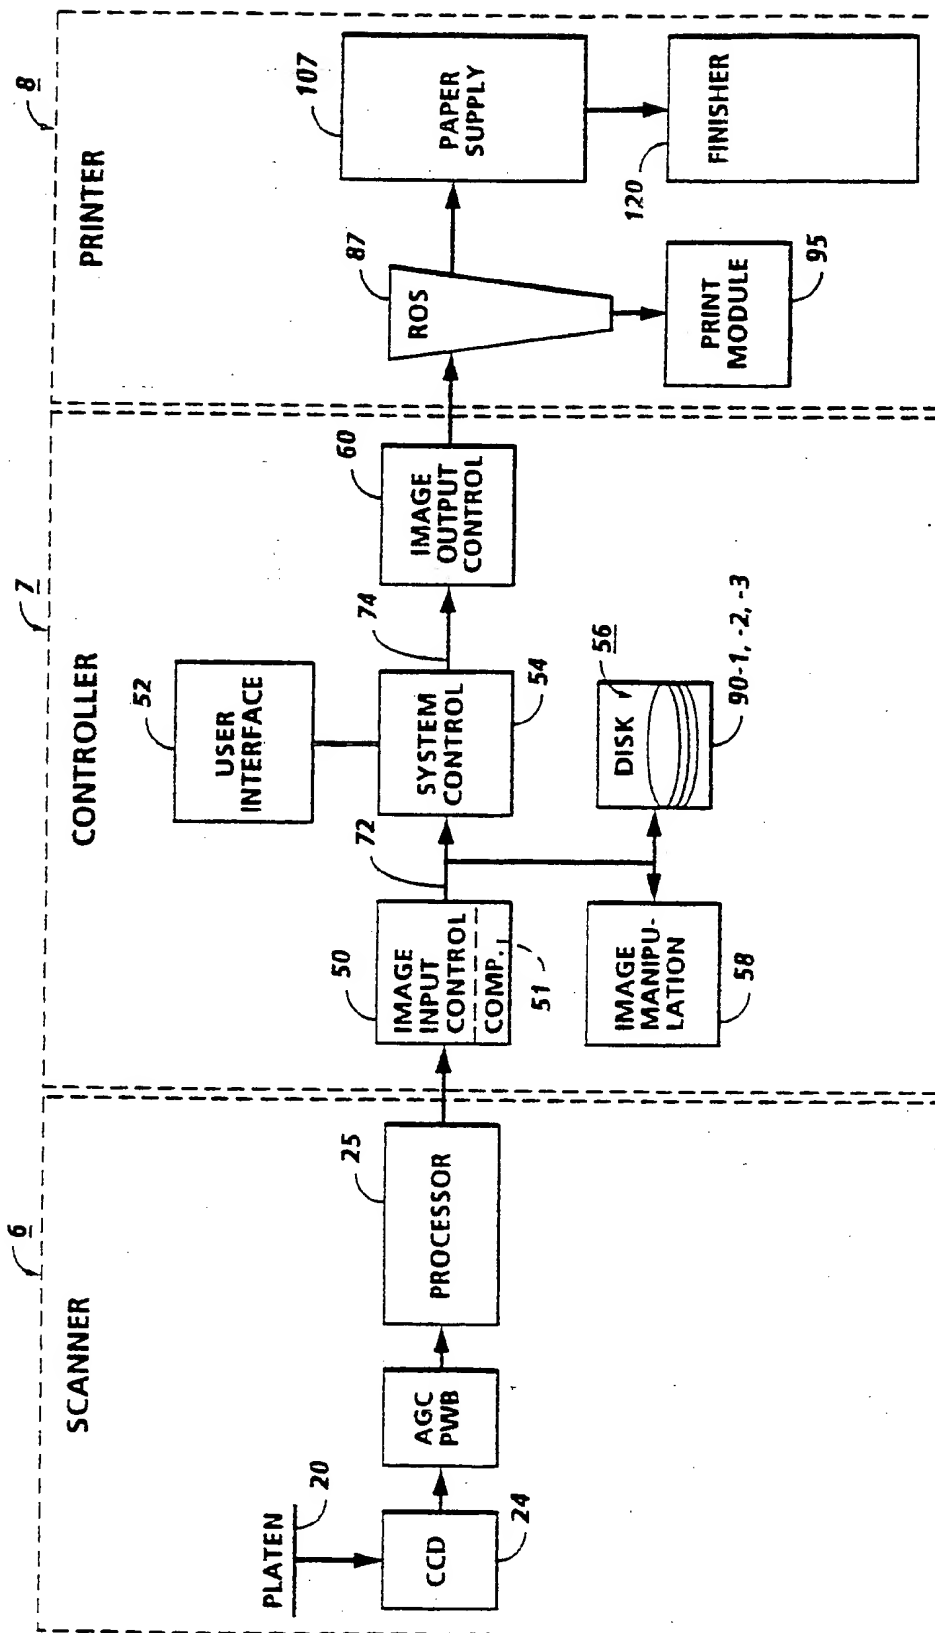 6
SCANNER
PLATEN
20
CCD
24
AGC
PWB
PROCESSOR
25
7
CONTROLLER
USER
INTERFACE
52
IMAGE
INPUT
CONTROL
COMP.
50
51
72
SYSTEM
CONTROL
54
74
IMAGE
OUTPUT
CONTROL
60
IMAGE
MANIPU-
LATION
58
DISK
56
90-1, -2, -3
8
PRINTER
ROS
87
PRINT
MODULE
95
PAPER
SUPPLY
107
FINISHER
120